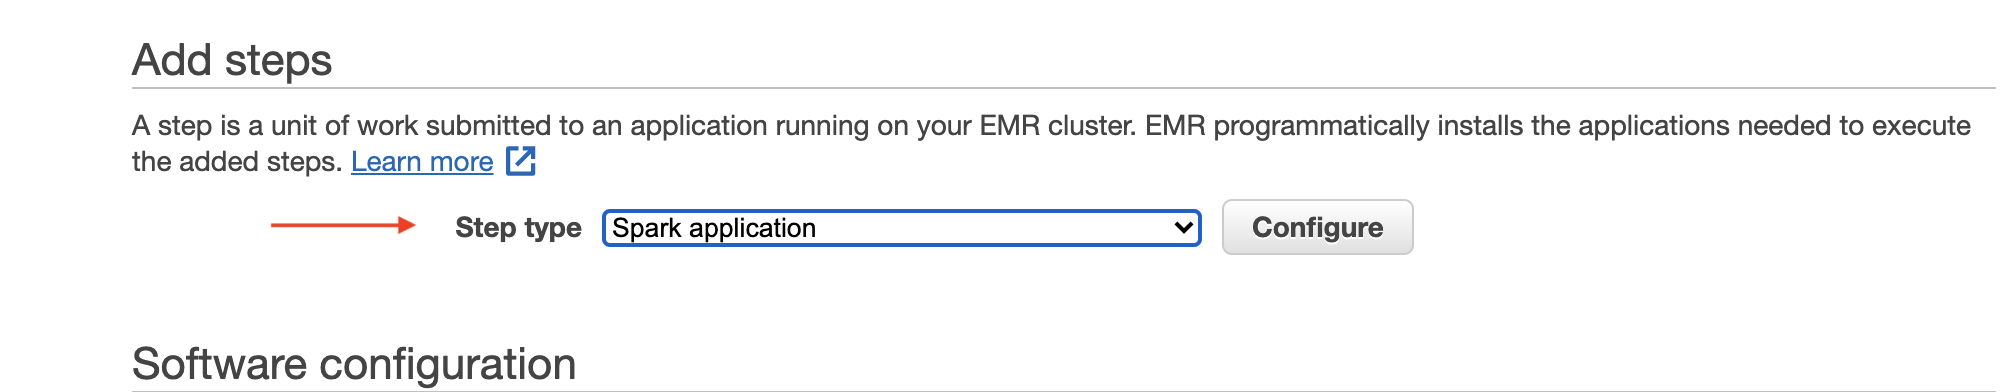 Add steps
A step is a unit of work submitted to an application running on your EMR cluster. EMR programmatically installs the applications needed to execute
the added steps. Learn more
Step type Spark application Configure
Software configuration